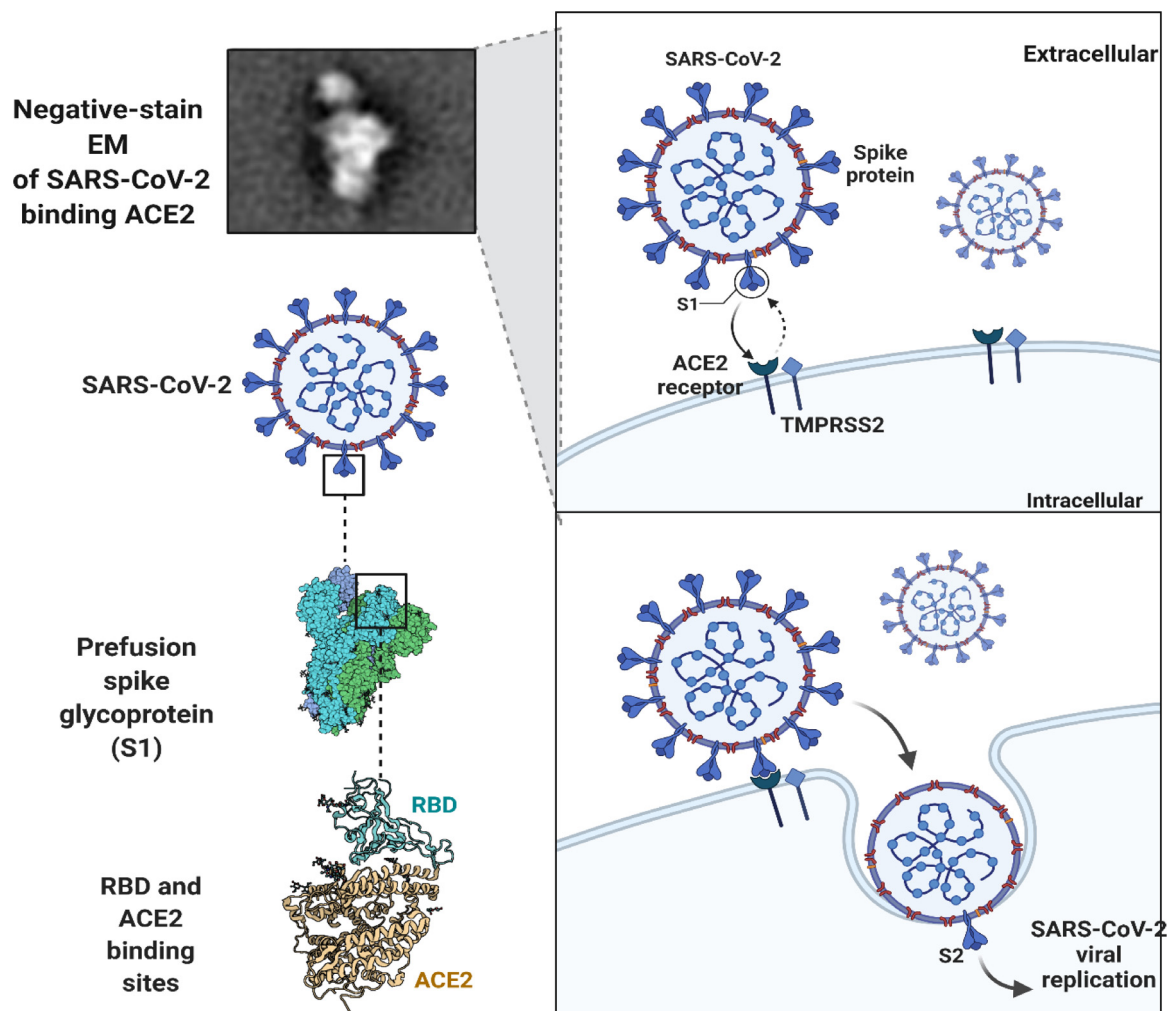 Negative-stain
EM
of SARS-CoV-2
binding ACE2
SARS-CoV-2
Prefusion
spike
glycoprotein
(S1)
RBD
RBD and
ACE2
binding
sites
ACE2
SARS-CoV-2
Extracellular
Spike
protein
S1
ACE2
receptor
TMPRSS2
Intracellular
S2
SARS-CoV-2
viral
replication